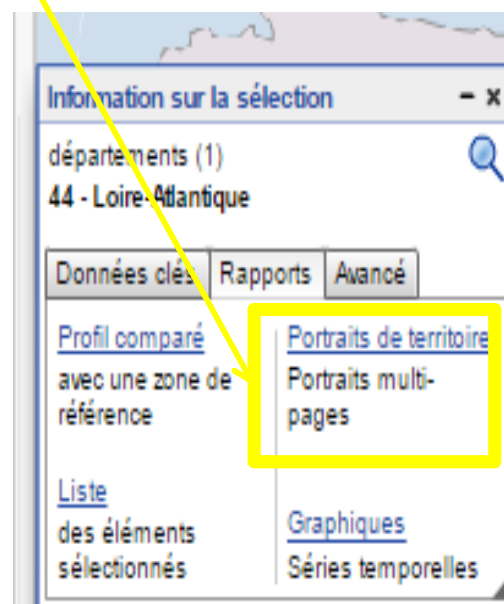 Information sur la sélection
départements (1)
44 - Loire-Atlantique
Données clés Rapports Avancé
Profil comparé
avec une zone de
référence
Portraits de territoire
Portraits multi-
pages
Liste
des éléments
sélectionnés
Graphiques
Séries temporelles